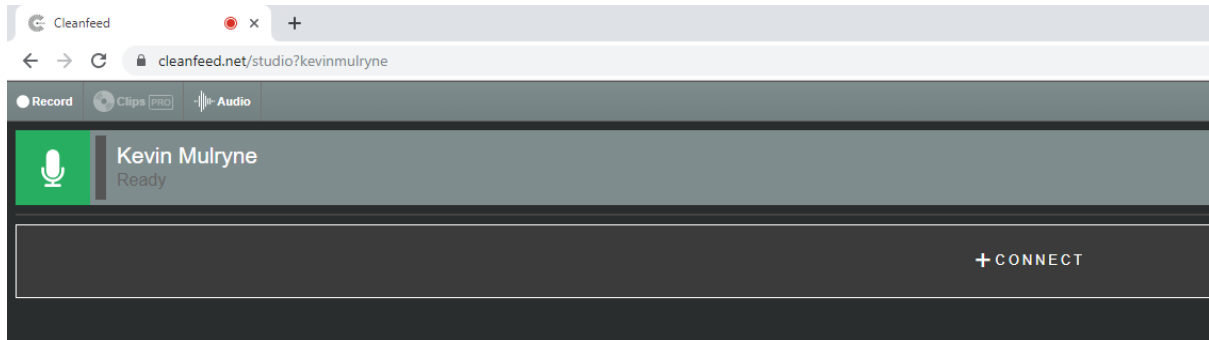 Cleanfeed
cleanfeed.net/studio?kevinmulryne
Record Clips PRO Audio
Kevin Mulryne
Ready
+CONNECT